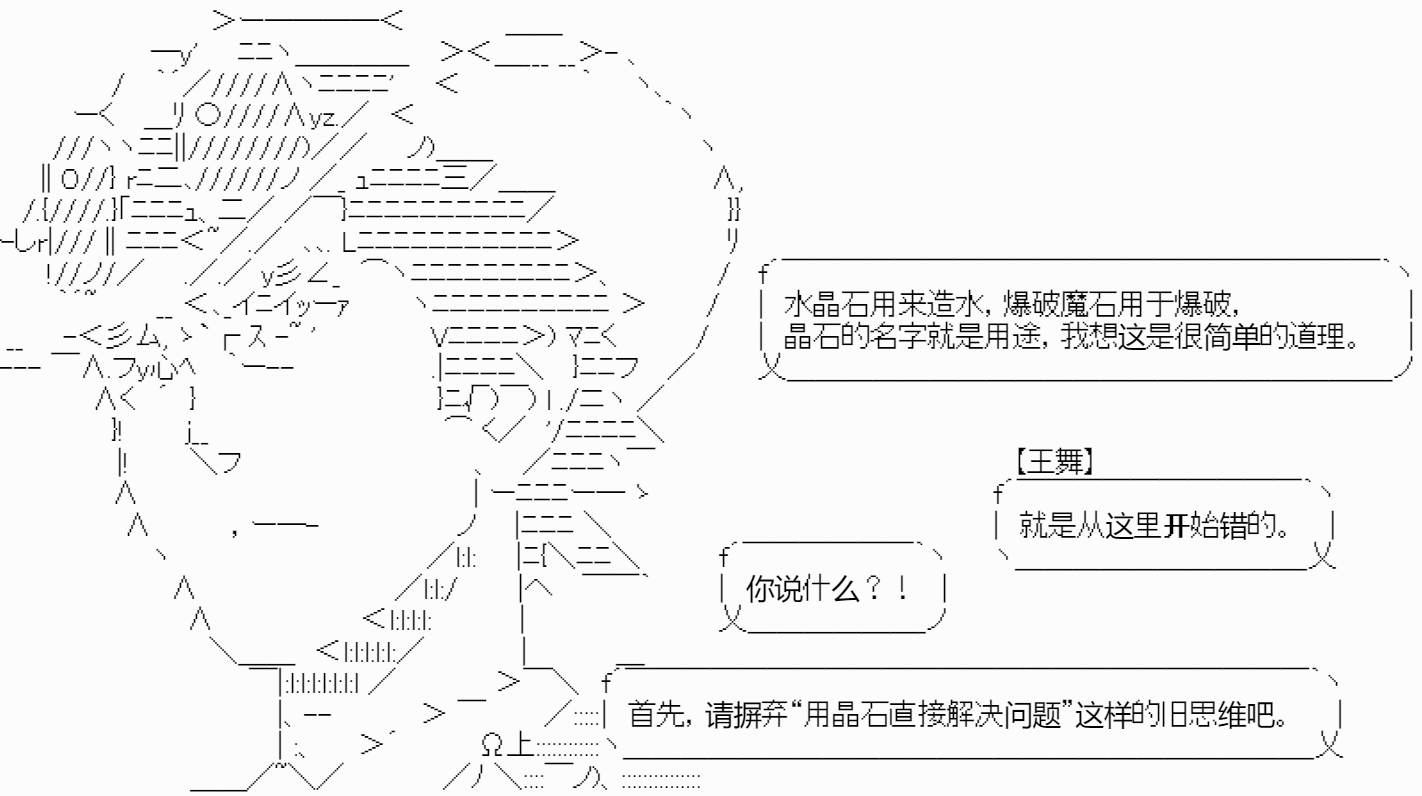 水晶石用来造水，爆破魔石用于爆破，
晶石的名字就是用途，我想这是很简单的道理。
【王舞】
就是从这里开始错的。
你说什么？！
首先，请摒弃“用晶石直接解决问题”这样的旧思维吧。